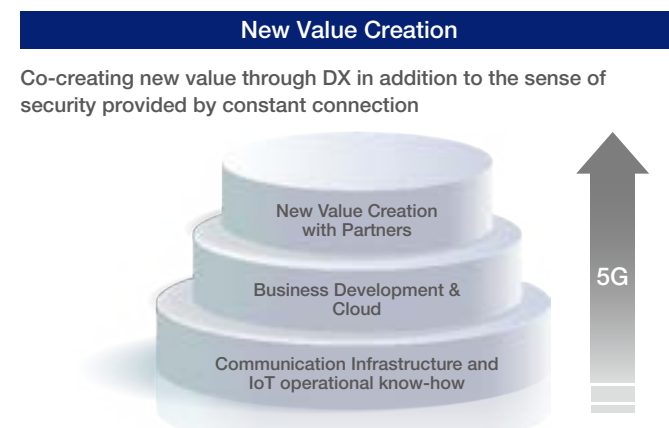 New Value Creation
Co-creating new value through DX in addition to the sense of
security provided by constant connection
New Value Creation
with Partners
Business Development &
Cloud
Communication Infrastructure and
IoT operational know-how
5G